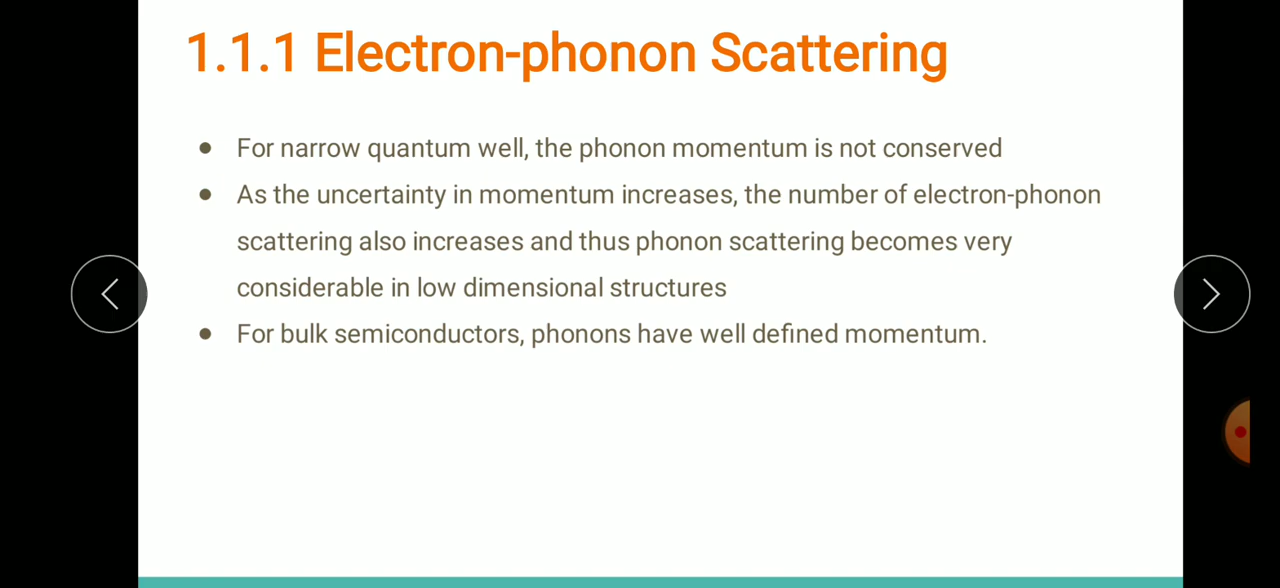 1.1.1 Electron-phonon Scattering
● For narrow quantum well, the phonon momentum is not conserved
● As the uncertainty in momentum increases, the number of electron-phonon
scattering also increases and thus phonon scattering becomes very
considerable in low dimensional structures
● For bulk semiconductors, phonons have well defined momentum.